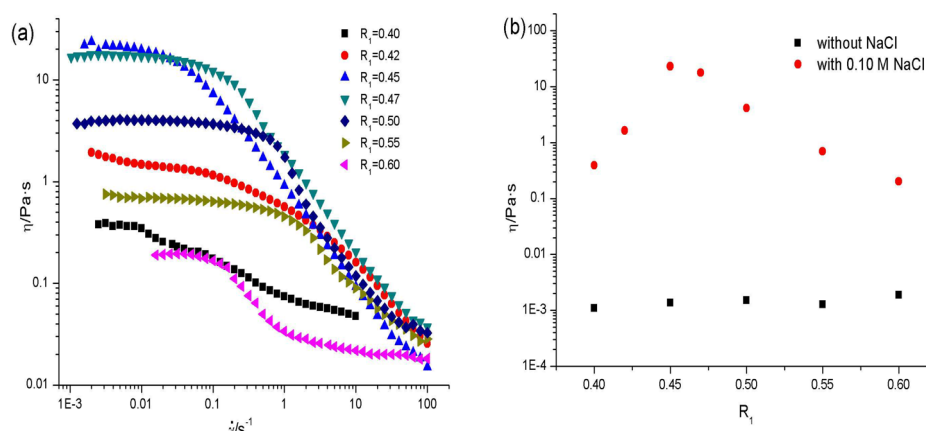 (a)
R1=0.40
R1=0.42
R1=0.45
R1=0.47
R1=0.50
R1=0.55
R1=0.60
η/Pa·s
10
1
0.1
0.01
1E-3 0.01 0.1 1 10 100
γ̇/s-1
(b)
without NaCl
with 0.10 M NaCl
η/Pa·s
100
10
1
0.1
0.01
1E-3
1E-4
0.40 0.45 0.50 0.55 0.60
R1